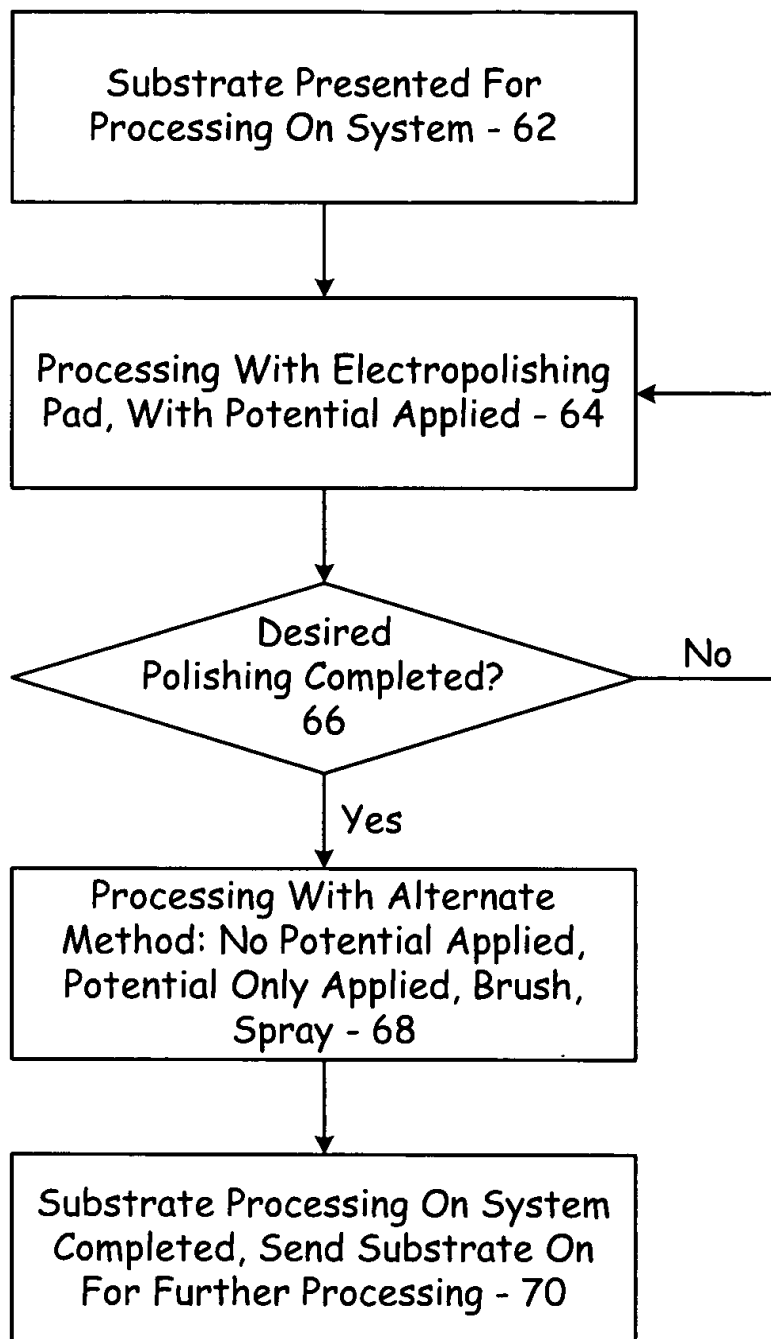 Substrate Presented For
Processing On System - 62
Processing With Electropolishing
Pad, With Potential Applied - 64
Desired
Polishing Completed?
66
No
Yes
Processing With Alternate
Method: No Potential Applied,
Potential Only Applied, Brush,
Spray - 68
Substrate Processing On System
Completed, Send Substrate On
For Further Processing - 70